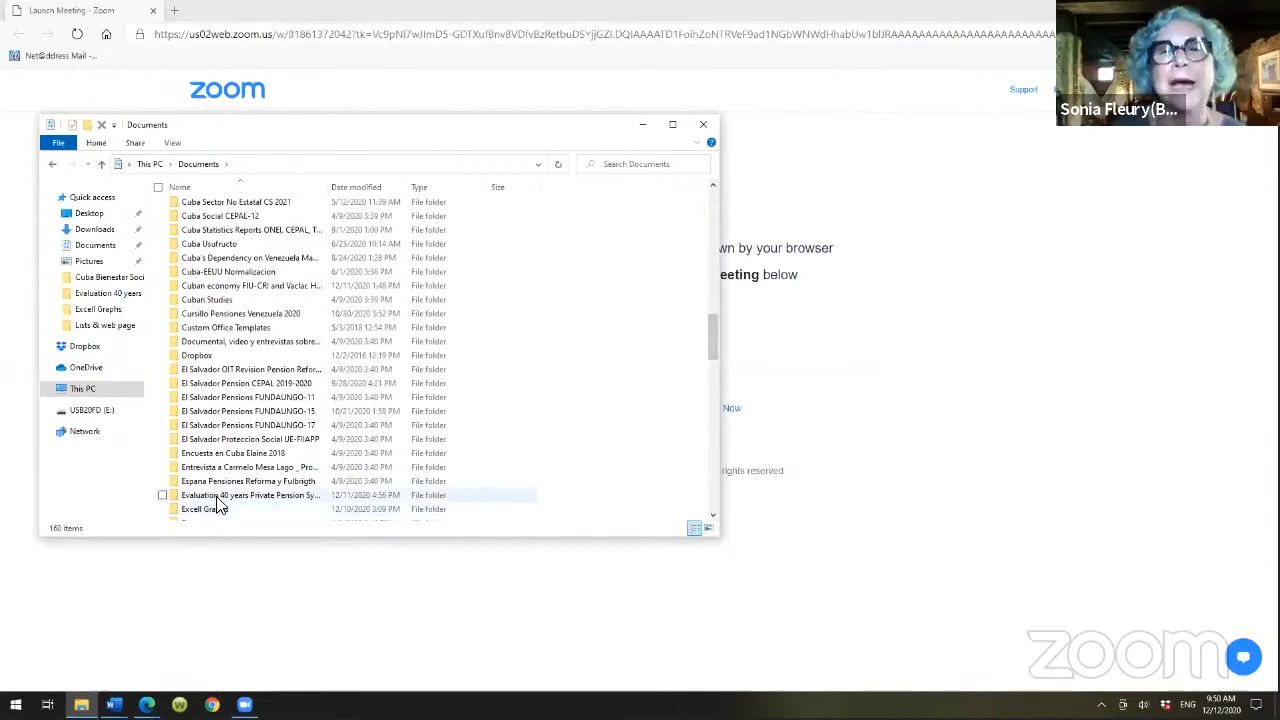 Launch Meeting - Zoom
Support
zoom
Net@ddress Mail -...
Sonia Fleury(B...
Documents
File Home Share View
This PC Documents
Search Documents
Name Date modified Type Size
Quick access
Desktop
Downloads
Documents
Pictures
Cuba Bienestar Soci
Evaluation 40 years
Excell Graphs
Lists & web page
Dropbox
OneDrive
This PC
USB20FD (E:)
Network
Cuba Sector No Estatal CS 2021 5/12/2020 11:39 AM File folder
Cuba Social CEPAL-12 4/9/2020 3:39 PM File folder
Cuba Statistics Reports ONEI, CEPAL, T... 9/1/2020 1:00 PM File folder
Cuba Usufructo 6/23/2020 10:14 AM File folder
Cuba's Dependency on Venezuela Ma... 8/24/2020 1:28 PM File folder
Cuba-EEUU Normalizacion 6/1/2020 5:36 PM File folder
Cuban economy FIU-CRI and Vaclac H... 12/11/2020 1:48 PM File folder
Cuban Studies 4/9/2020 3:39 PM File folder
Cursillo Pensiones Venezuela 2020 10/30/2020 3:52 PM File folder
Custom Office Templates 5/3/2018 12:54 PM File folder
Documental, video y entrevistas sobre... 4/9/2020 3:40 PM File folder
Dropbox 12/2/2016 12:19 PM File folder
El Salvador OIT Revision Pension Refor... 4/9/2020 3:40 PM File folder
El Salvador Pension CEPAL 2019-2020 9/28/2020 4:21 PM File folder
El Salvador Pensions FUNDAUNGO-11 4/9/2020 3:40 PM File folder
El Salvador Pensions FUNDAUNGO-15 10/21/2020 1:58 PM File folder
El Salvador Pensions FUNDAUNGO-17 4/9/2020 3:40 PM File folder
El Salvador Proteccion Social UE-FIIAPP 4/9/2020 3:40 PM File folder
Encuesta en Cuba Elaine 2018 4/9/2020 3:40 PM File folder
Entrevista a Carmelo Mesa Lago _ Pro... 4/9/2020 3:40 PM File folder
Espana Pensiones Reforma y Fulbrigth 4/9/2020 3:40 PM File folder
Evaluation 40 years Private Pension Sy... 12/11/2020 4:56 PM File folder
Excell 12/10/2020 3:09 PM File folder
160 items
wn by your browser
eeting below
Now
rights reserved
zoom
ENG
9:50 AM
12/12/2020